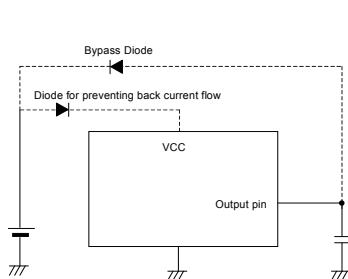 Bypass Diode
Diode for preventing back current flow
VCC
Output pin